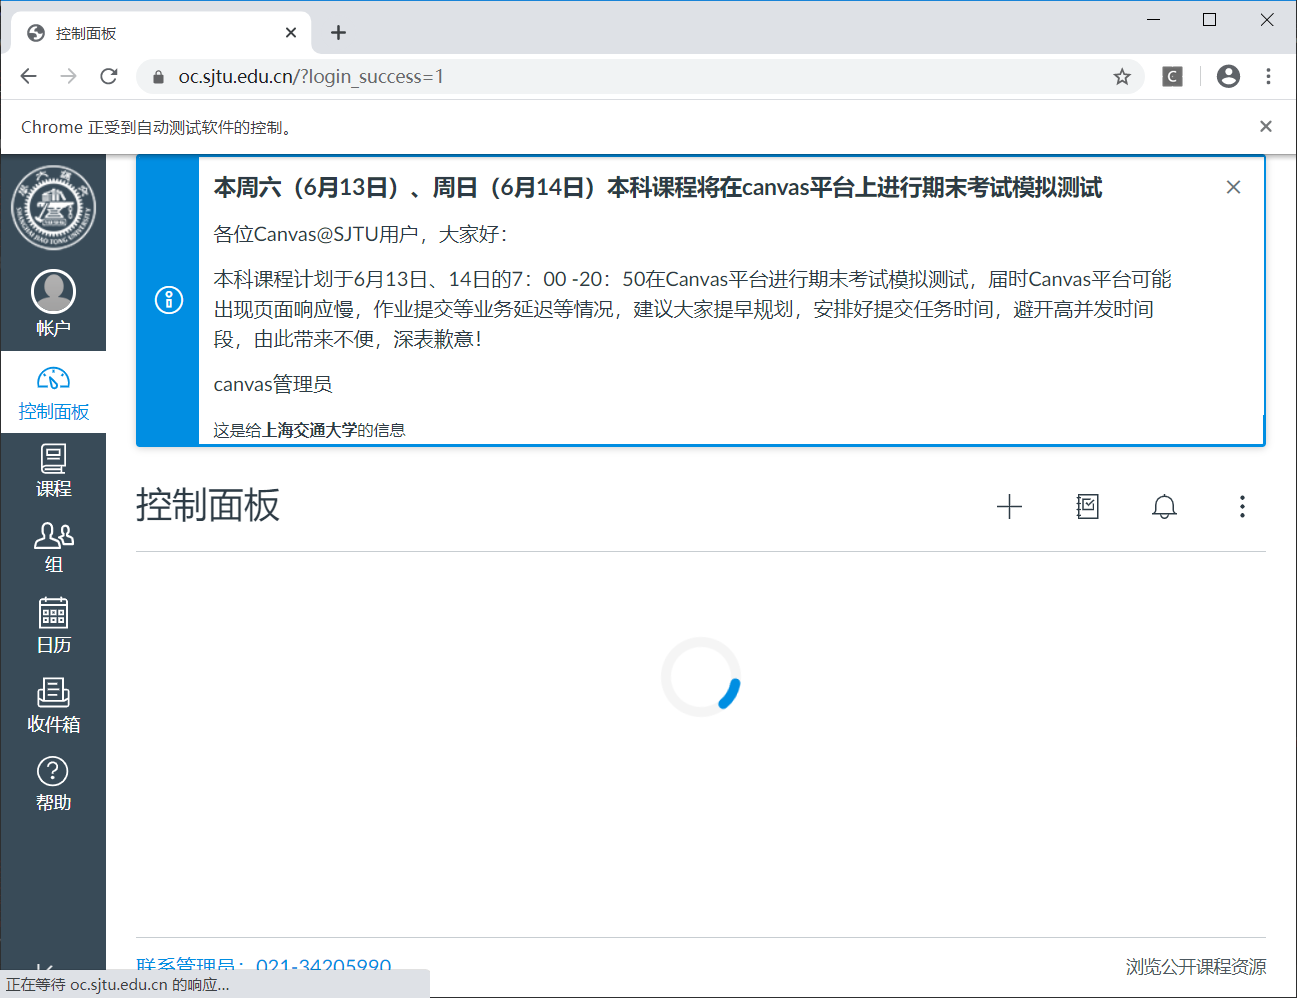 控制面板
oc.sjtu.edu.cn/?login_success=1
C
Chrome 正受到自动测试软件的控制。
本周六（6月13日）、周日（6月14日）本科课程将在canvas平台上进行期末考试模拟测试
各位Canvas@SJTU用户，大家好：
本科课程计划于6月13日、14日的7：00 -20：50在Canvas平台进行期末考试模拟测试，届时Canvas平台可能
出现页面响应慢，作业提交等业务延迟等情况，建议大家提早规划，安排好提交任务时间，避开高并发时间
段，由此带来不便，深表歉意！
canvas管理员
这是给上海交通大学的信息
SHANGHAI JIAO TONG UNIVERSITY
帐户
控制面板
课程
组
日历
收件箱
帮助
控制面板
联系管理员：021-34205990
浏览公开课程资源
正在等待 oc.sjtu.edu.cn 的响应...